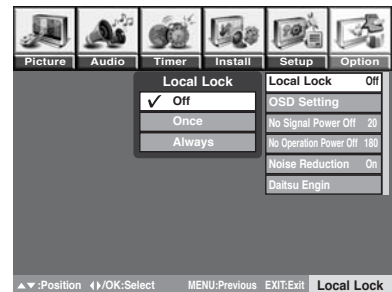 Picture Audio Timer Install Setup Option
Local Lock
✓ Off
Once
Always
Local Lock Off
OSD Setting
No Signal Power Off 20
No Operation Power Off 180
Noise Reduction On
Daitsu Engin
▲▼:Position ◀▶/OK:Select MENU:Previous EXIT:Exit Local Lock